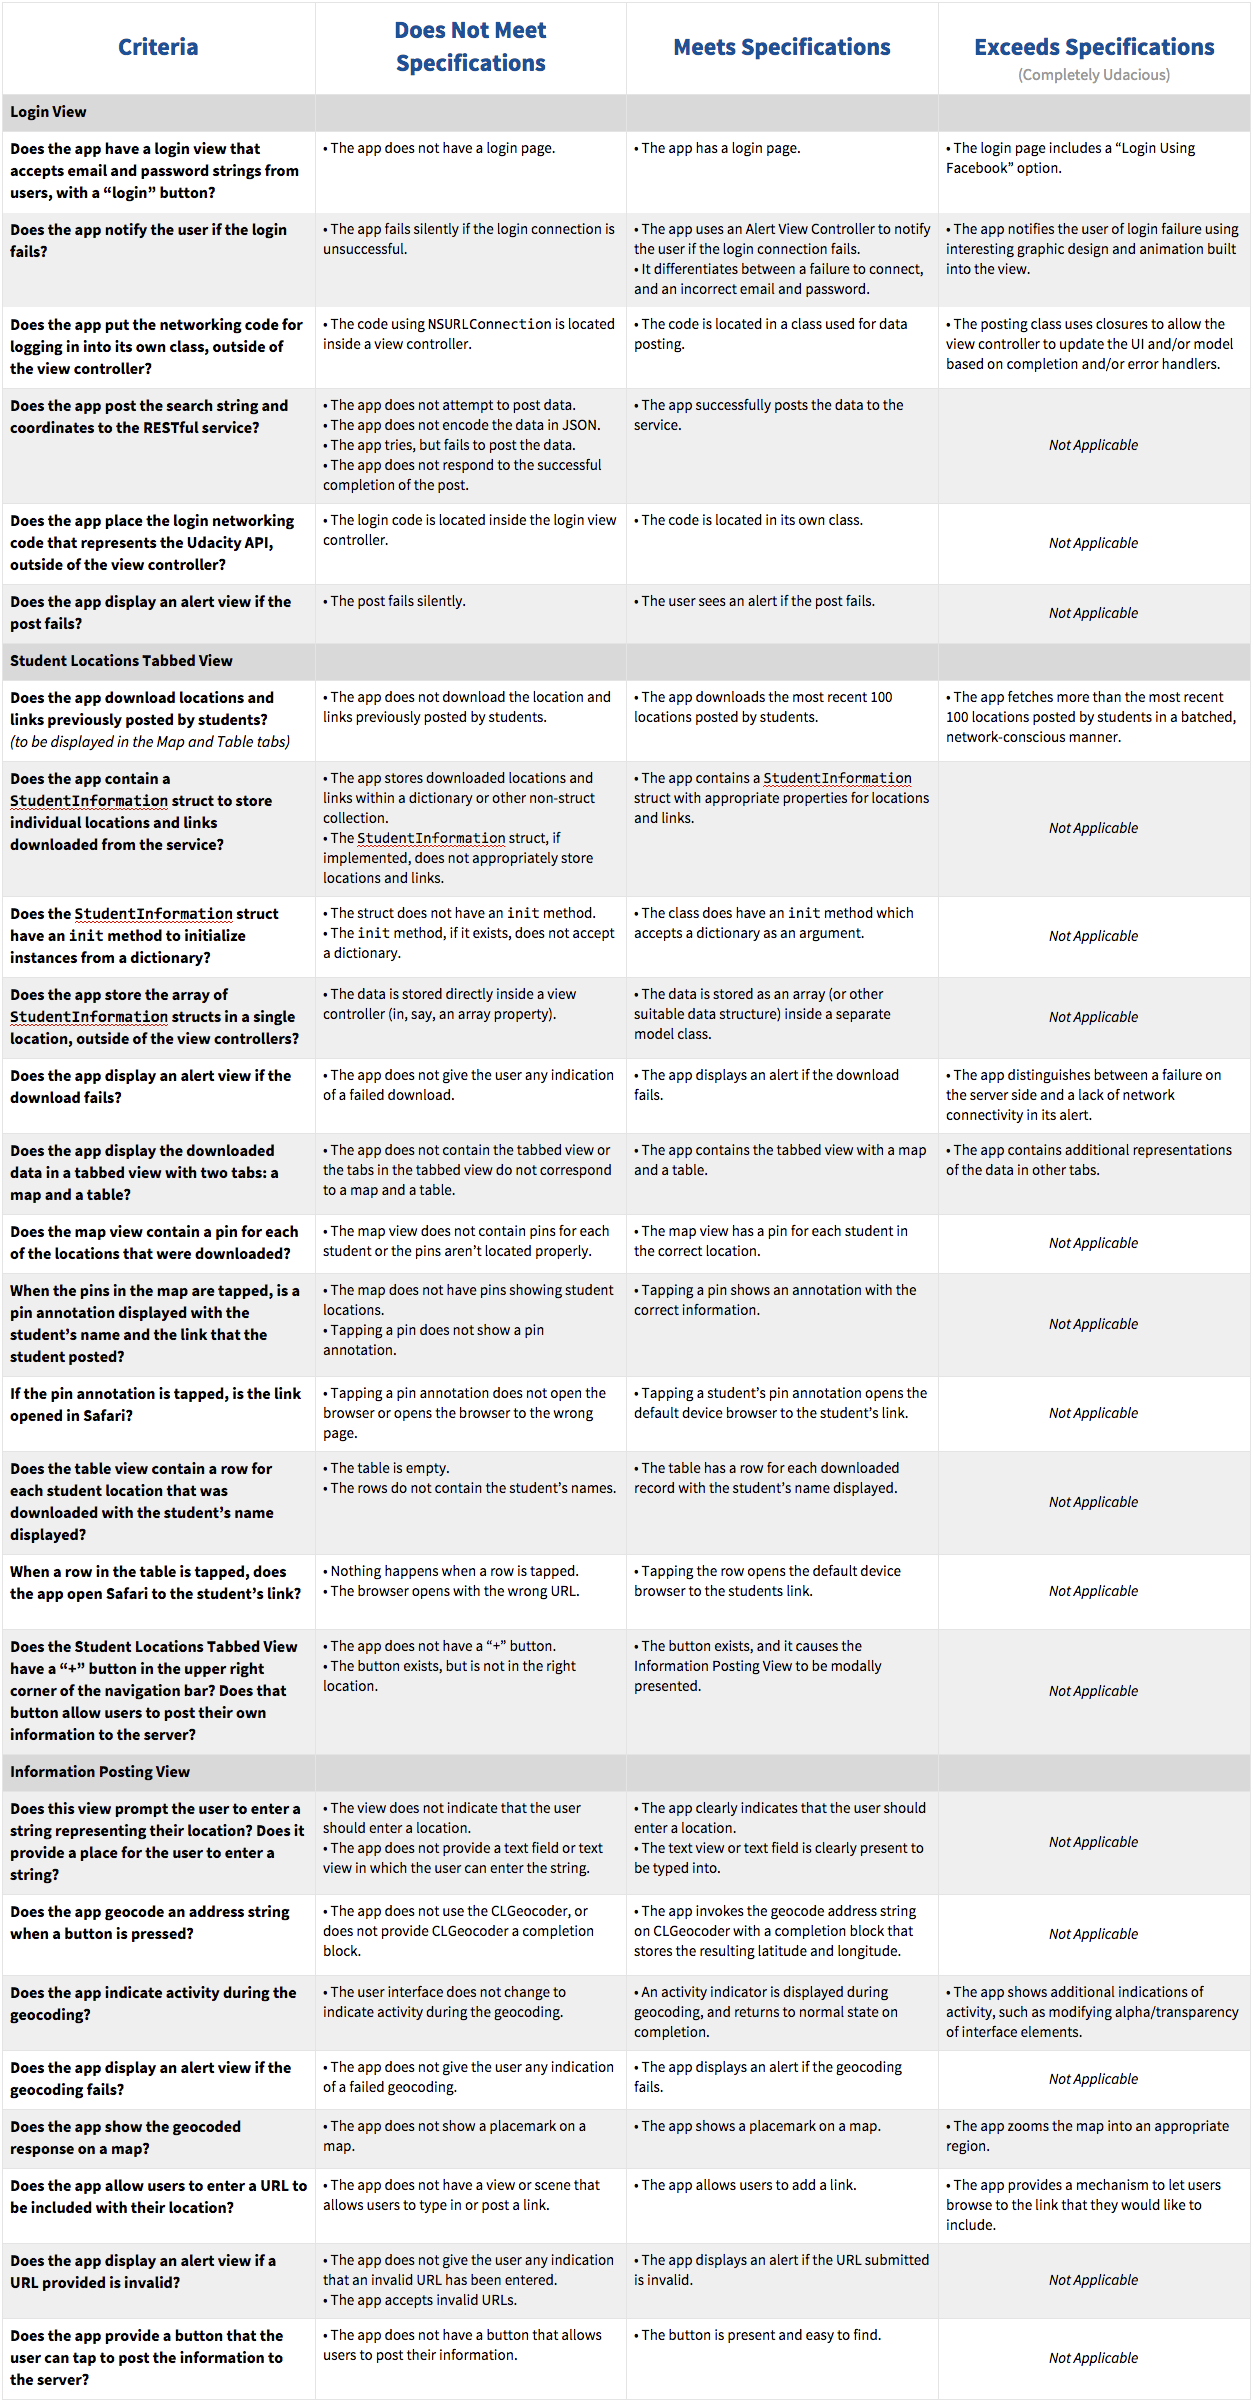 Criteria
Does Not Meet
Specifications
Meets Specifications
Exceeds Specifications
(Completely Udacious)
Login View
Does the app have a login view that
accepts email and password strings from
users, with a “login” button?
• The app does not have a login page.
• The app has a login page.
• The login page includes a “Login Using
Facebook” option.
Does the app notify the user if the login
fails?
• The app fails silently if the login connection is
unsuccessful.
• The app uses an Alert View Controller to notify
the user if the login connection fails.
• It differentiates between a failure to connect,
and an incorrect email and password.
• The app notifies the user of login failure using
interesting graphic design and animation built
into the view.
Does the app put the networking code for
logging in into its own class, outside of
the view controller?
• The code using NSURLConnection is located
inside a view controller.
• The code is located in a class used for data
posting.
• The posting class uses closures to allow the
view controller to update the UI and/or model
based on completion and/or error handlers.
Does the app post the search string and
coordinates to the RESTful service?
• The app does not attempt to post data.
• The app does not encode the data in JSON.
• The app tries, but fails to post the data.
• The app does not respond to the successful
completion of the post.
• The app successfully posts the data to the
service.
Not Applicable
Does the app place the login networking
code that represents the Udacity API,
outside of the view controller?
• The login code is located inside the login view
controller.
• The code is located in its own class.
Not Applicable
Does the app display an alert view if the
post fails?
• The post fails silently.
• The user sees an alert if the post fails.
Not Applicable
Student Locations Tabbed View
Does the app download locations and
links previously posted by students?
(to be displayed in the Map and Table tabs)
• The app does not download the location and
links previously posted by students.
• The app downloads the most recent 100
locations posted by students.
• The app fetches more than the most recent
100 locations posted by students in a batched,
network-conscious manner.
Does the app contain a
StudentInformation struct to store
individual locations and links
downloaded from the service?
• The app stores downloaded locations and
links within a dictionary or other non-struct
collection.
• The StudentInformation struct, if
implemented, does not appropriately store
locations and links.
• The app contains a StudentInformation
struct with appropriate properties for locations
and links.
Not Applicable
Does the StudentInformation struct
have an init method to initialize
instances from a dictionary?
• The struct does not have an init method.
• The init method, if it exists, does not accept
a dictionary.
• The class does have an init method which
accepts a dictionary as an argument.
Not Applicable
Does the app store the array of
StudentInformation structs in a single
location, outside of the view controllers?
• The data is stored directly inside a view
controller (in, say, an array property).
• The data is stored as an array (or other
suitable data structure) inside a separate
model class.
Not Applicable
Does the app display an alert view if the
download fails?
• The app does not give the user any indication
of a failed download.
• The app displays an alert if the download
fails.
• The app distinguishes between a failure on
the server side and a lack of network
connectivity in its alert.
Does the app display the downloaded
data in a tabbed view with two tabs: a
map and a table?
• The app does not contain the tabbed view or
the tabs in the tabbed view do not correspond
to a map and a table.
• The app contains the tabbed view with a map
and a table.
• The app contains additional representations
of the data in other tabs.
Does the map view contain a pin for each
of the locations that were downloaded?
• The map view does not contain pins for each
student or the pins aren’t located properly.
• The map view has a pin for each student in
the correct location.
Not Applicable
When the pins in the map are tapped, is a
pin annotation displayed with the
student’s name and the link that the
student posted?
• The map does not have pins showing student
locations.
• Tapping a pin does not show a pin
annotation.
• Tapping a pin shows an annotation with the
correct information.
Not Applicable
If the pin annotation is tapped, is the link
opened in Safari?
• Tapping a pin annotation does not open the
browser or opens the browser to the wrong
page.
• Tapping a student’s pin annotation opens the
default device browser to the student’s link.
Not Applicable
Does the table view contain a row for
each student location that was
downloaded with the student’s name
displayed?
• The table is empty.
• The rows do not contain the student’s names.
• The table has a row for each downloaded
record with the student’s name displayed.
Not Applicable
When a row in the table is tapped, does
the app open Safari to the student’s link?
• Nothing happens when a row is tapped.
• The browser opens with the wrong URL.
• Tapping the row opens the default device
browser to the students link.
Not Applicable
Does the Student Locations Tabbed View
have a “+” button in the upper right
corner of the navigation bar? Does that
button allow users to post their own
information to the server?
• The app does not have a “+” button.
• The button exists, but is not in the right
location.
• The button exists, and it causes the
Information Posting View to be modally
presented.
Not Applicable
Information Posting View
Does this view prompt the user to enter a
string representing their location? Does it
provide a place for the user to enter a
string?
• The view does not indicate that the user
should enter a location.
• The app does not provide a text field or text
view in which the user can enter the string.
• The app clearly indicates that the user should
enter a location.
• The text view or text field is clearly present to
be typed into.
Not Applicable
Does the app geocode an address string
when a button is pressed?
• The app does not use the CLGeocoder, or
does not provide CLGeocoder a completion
block.
• The app invokes the geocode address string
on CLGeocoder with a completion block that
stores the resulting latitude and longitude.
Not Applicable
Does the app indicate activity during the
geocoding?
• The user interface does not change to
indicate activity during the geocoding.
• An activity indicator is displayed during
geocoding, and returns to normal state on
completion.
• The app shows additional indications of
activity, such as modifying alpha/transparency
of interface elements.
Does the app display an alert view if the
geocoding fails?
• The app does not give the user any indication
of a failed geocoding.
• The app displays an alert if the geocoding
fails.
Not Applicable
Does the app show the geocoded
response on a map?
• The app does not show a placemark on a
map.
• The app shows a placemark on a map.
• The app zooms the map into an appropriate
region.
Does the app allow users to enter a URL to
be included with their location?
• The app does not have a view or scene that
allows users to type in or post a link.
• The app allows users to add a link.
• The app provides a mechanism to let users
browse to the link that they would like to
include.
Does the app display an alert view if a
URL provided is invalid?
• The app does not give the user any indication
that an invalid URL has been entered.
• The app accepts invalid URLs.
• The app displays an alert if the URL submitted
is invalid.
Not Applicable
Does the app provide a button that the
user can tap to post the information to
the server?
• The app does not have a button that allows
users to post their information.
• The button is present and easy to find.
Not Applicable